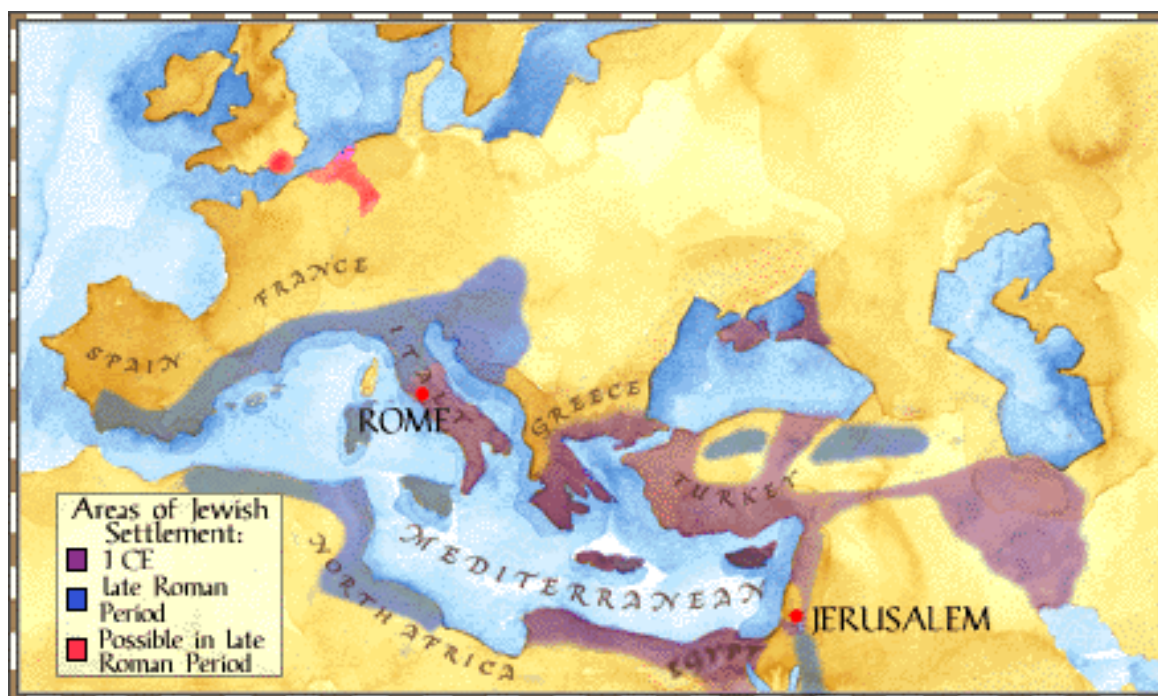 FRANCE
SPAIN
ITALY
ROME
GREECE
TURKEY
MEDITERRANEAN
NORTH AFRICA
EGYPT
JERUSALEM
Areas of Jewish
Settlement:
1 CE
Late Roman
Period
Possible in late
Roman Period